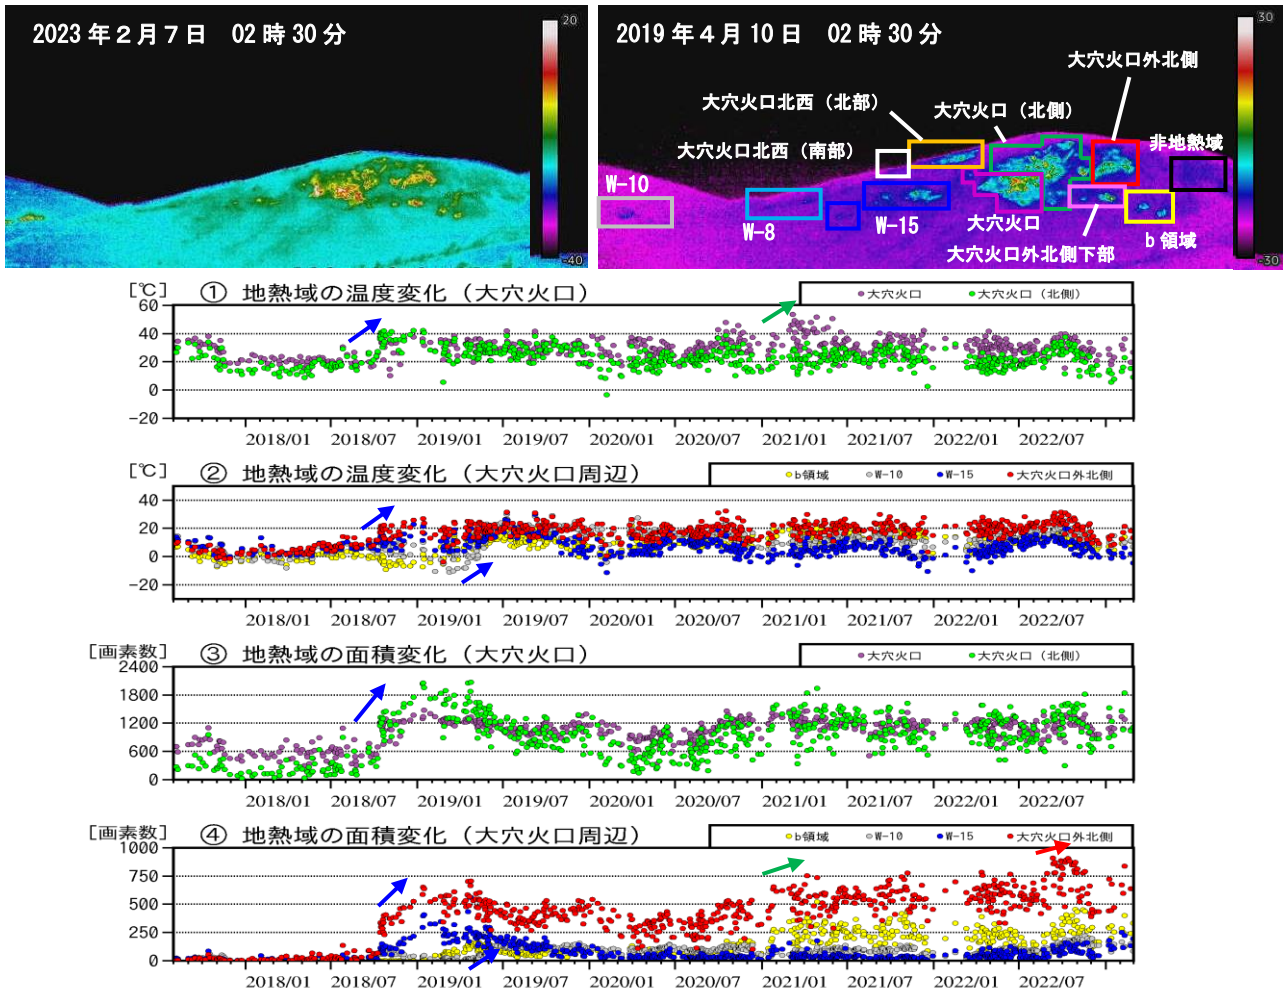 2023年2月7日 02時30分
20
-40
2019年4月10日 02時30分
30
-30
大穴火口外北側
大穴火口北西（北部）
大穴火口（北側）
大穴火口北西（南部）
非地熱域
W-10
W-8
W-15
大穴火口
大穴火口外北側下部
b領域
[℃]
① 地熱域の温度変化（大穴火口）
大穴火口 大穴火口（北側）
60
40
20
0
-20
2018/01 2018/07 2019/01 2019/07 2020/01 2020/07 2021/01 2021/07 2022/01 2022/07
[℃]
② 地熱域の温度変化（大穴火口周辺）
b領域 W-10 W-15 大穴火口外北側
40
20
0
-20
2018/01 2018/07 2019/01 2019/07 2020/01 2020/07 2021/01 2021/07 2022/01 2022/07
[画素数]
③ 地熱域の面積変化（大穴火口）
大穴火口 大穴火口（北側）
2400
1800
1200
600
0
2018/01 2018/07 2019/01 2019/07 2020/01 2020/07 2021/01 2021/07 2022/01 2022/07
[画素数]
④ 地熱域の面積変化（大穴火口周辺）
b領域 W-10 W-15 大穴火口外北側
1000
750
500
250
0
2018/01 2018/07 2019/01 2019/07 2020/01 2020/07 2021/01 2021/07 2022/01 2022/07